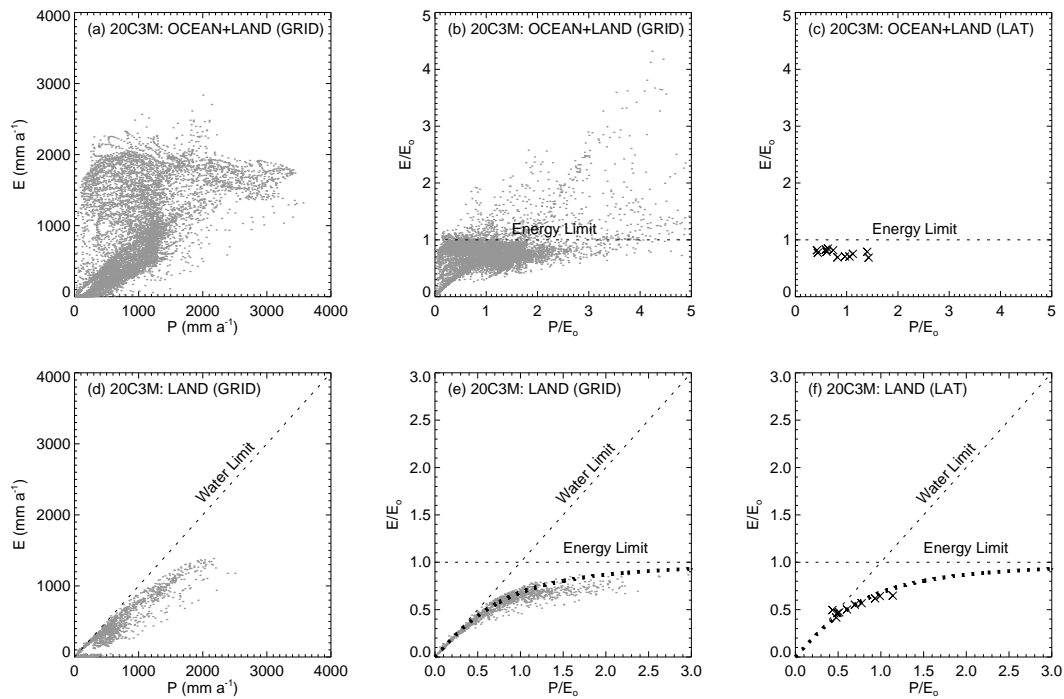 (a) 20C3M: OCEAN+LAND (GRID)
4000
3000
2000
1000
0
E (mm a⁻¹)
0 1000 2000 3000 4000
P (mm a⁻¹)
(b) 20C3M: OCEAN+LAND (GRID)
5
4
3
2
1
0
E/Eₒ
Energy Limit
0 1 2 3 4 5
P/Eₒ
(c) 20C3M: OCEAN+LAND (LAT)
5
4
3
2
1
0
E/Eₒ
Energy Limit
0 1 2 3 4 5
P/Eₒ
(d) 20C3M: LAND (GRID)
4000
3000
2000
1000
0
E (mm a⁻¹)
Water Limit
0 1000 2000 3000 4000
P (mm a⁻¹)
(e) 20C3M: LAND (GRID)
3.0
2.5
2.0
1.5
1.0
0.5
0.0
E/Eₒ
Water Limit
Energy Limit
0.0 0.5 1.0 1.5 2.0 2.5 3.0
P/Eₒ
(f) 20C3M: LAND (LAT)
3.0
2.5
2.0
1.5
1.0
0.5
0.0
E/Eₒ
Water Limit
Energy Limit
0.0 0.5 1.0 1.5 2.0 2.5 3.0
P/Eₒ